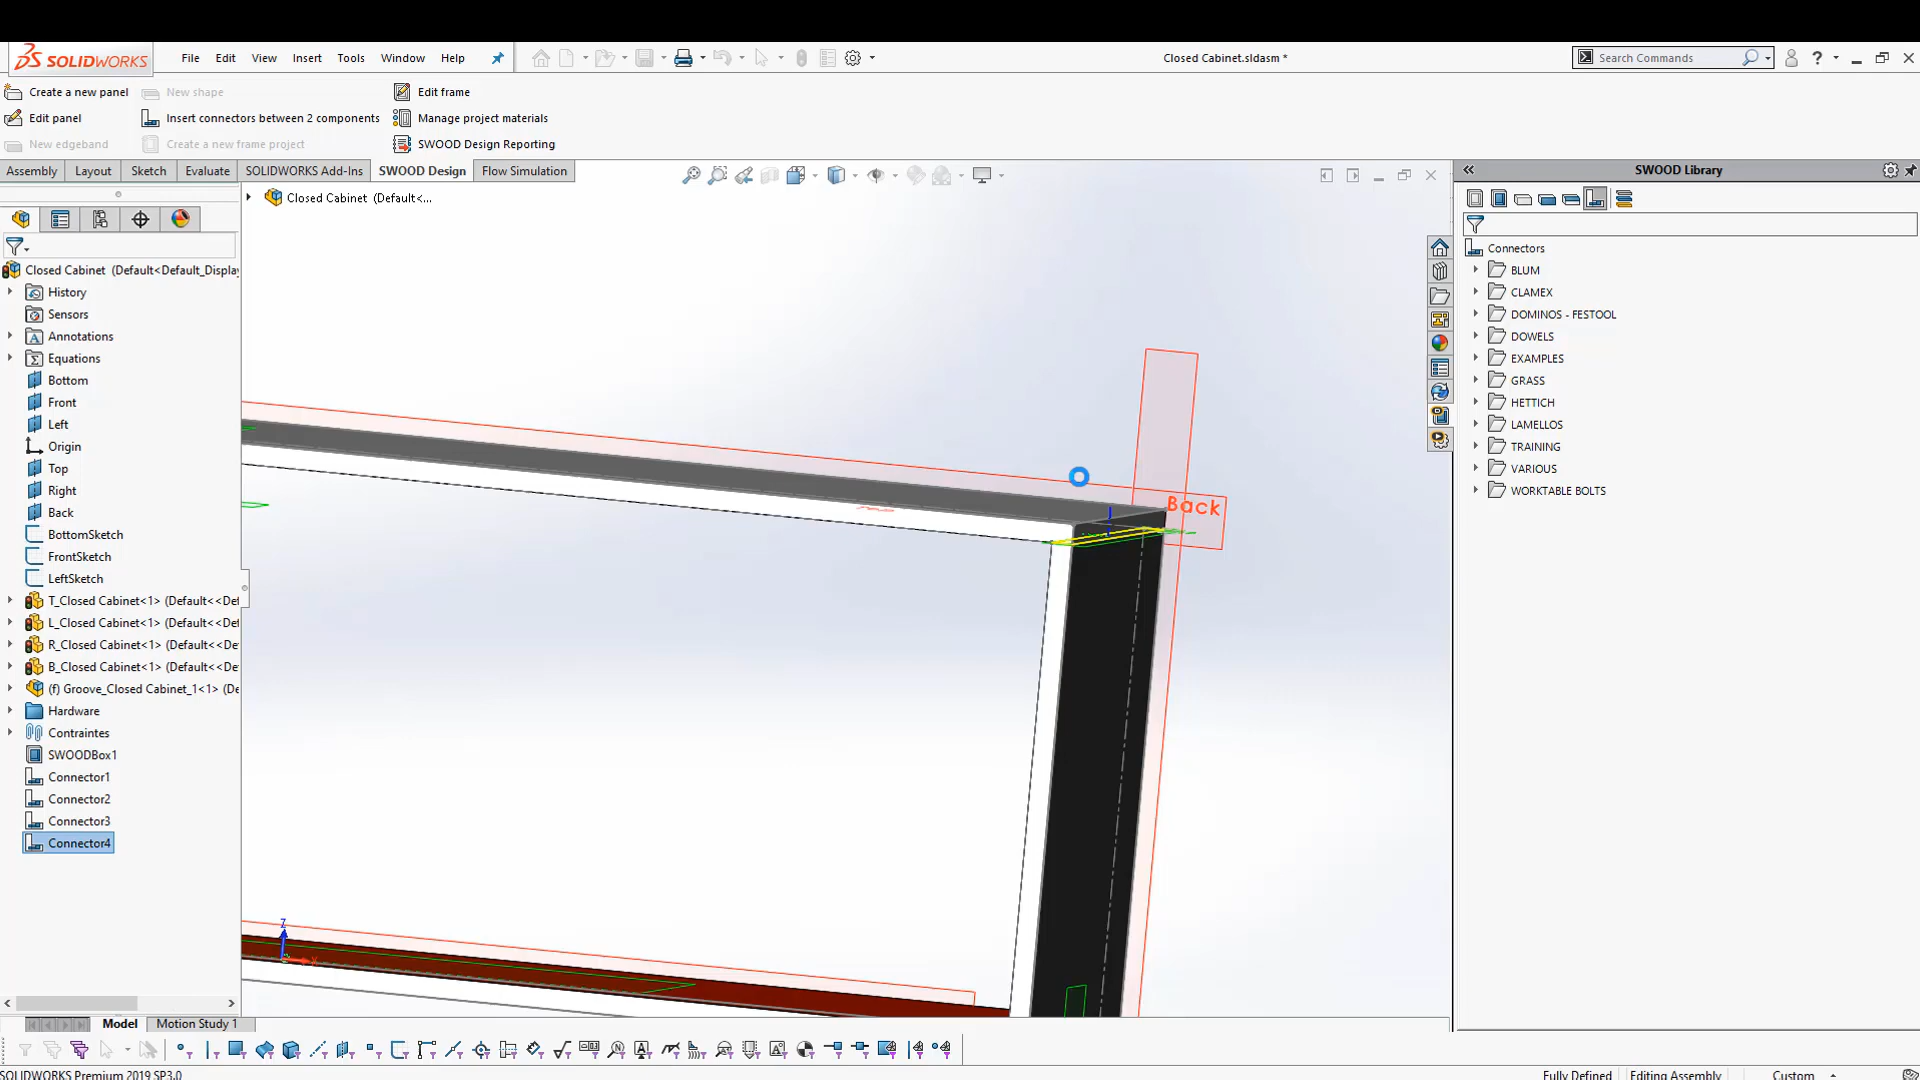 SOLIDWORKS
File
Edit
View
Insert
Tools
Window
Help
Closed Cabinet.sldasm *
Search Commands
Create a new panel
New shape
Edit frame
Edit panel
Insert connectors between 2 components
Manage project materials
New edgeband
Create a new frame project
SWOOD Design Reporting
Assembly
Layout
Sketch
Evaluate
SOLIDWORKS Add-Ins
SWOOD Design
Flow Simulation
SWOOD Library
Closed Cabinet (Default<...
Closed Cabinet (Default<Default_Display
History
Sensors
Annotations
Equations
Bottom
Front
Left
Origin
Top
Right
Back
BottomSketch
FrontSketch
LeftSketch
T_Closed Cabinet<1> (Default<<Def
L_Closed Cabinet<1> (Default<<Def
R_Closed Cabinet<1> (Default<<De
B_Closed Cabinet<1> (Default<<De
(f) Groove_Closed Cabinet_1<1> (De
Hardware
Contraintes
SWOODBox1
Connector1
Connector2
Connector3
Connector4
Back
Z
X
Connectors
BLUM
CLAMEX
DOMINOS - FESTOOL
DOWELS
EXAMPLES
GRASS
HETTICH
LAMELLOS
TRAINING
VARIOUS
WORKTABLE BOLTS
Model
Motion Study 1
SOLIDWORKS Premium 2019 SP3.0
Fully Defined
Editing Assembly
Custom